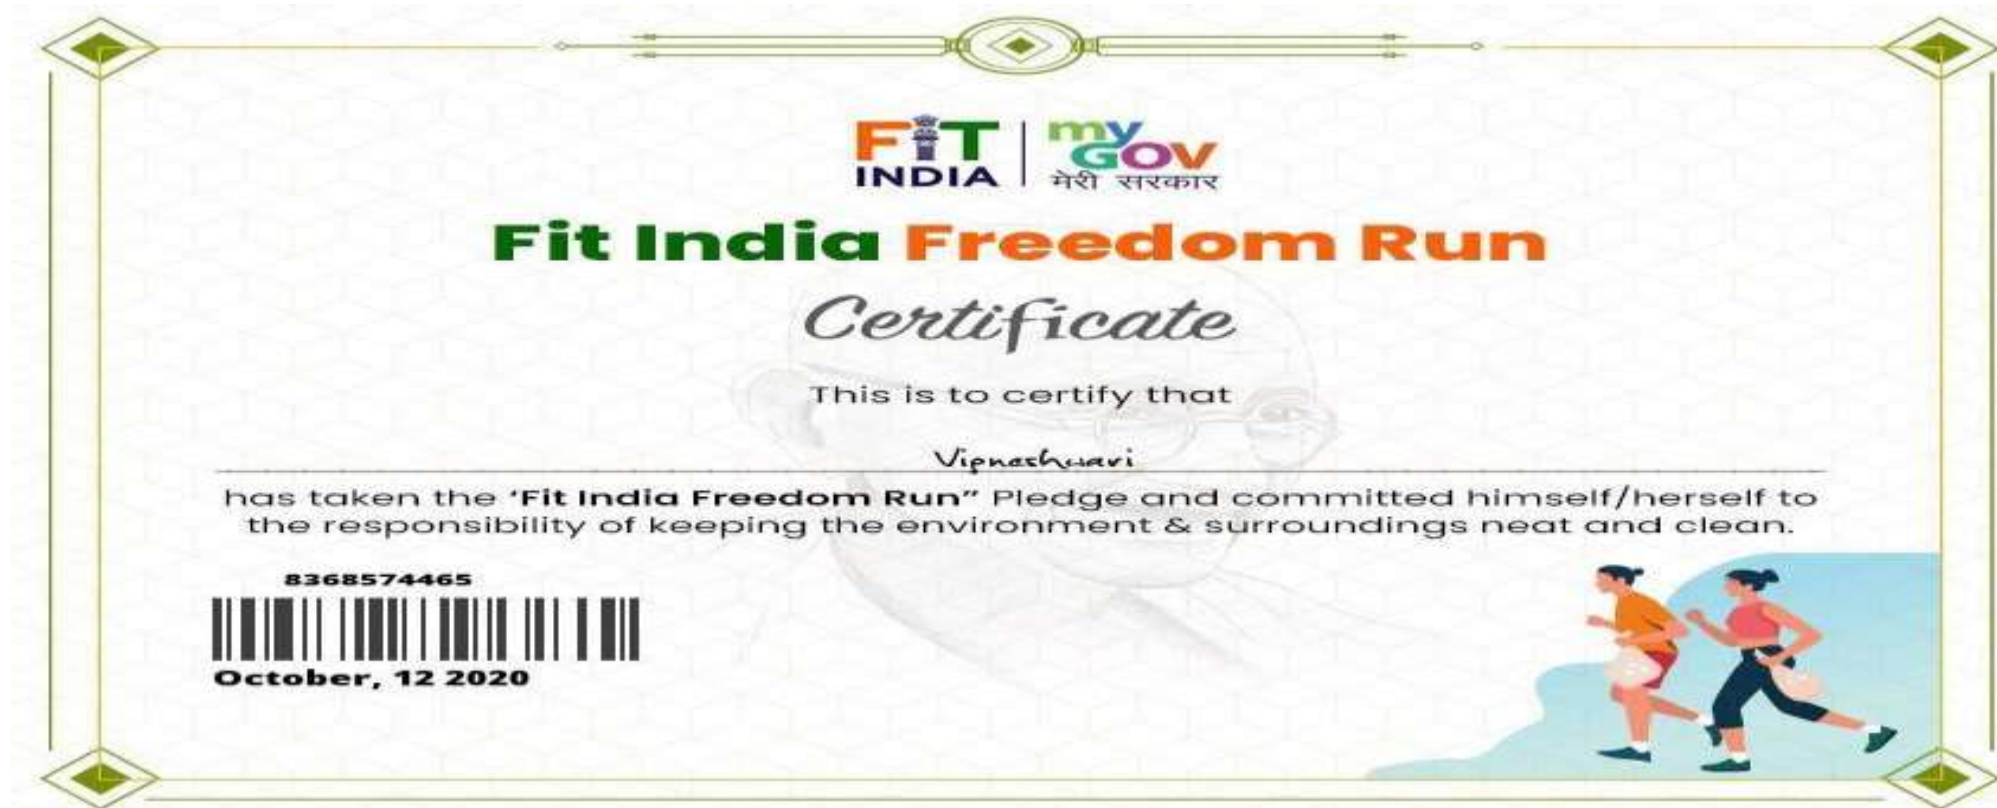 FiT INDIA
my GOV
मेरी सरकार
Fit India Freedom Run
Certificate
This is to certify that
Vipneshwari
has taken the ‘Fit India Freedom Run” Pledge and committed himself/herself to
the responsibility of keeping the environment & surroundings neat and clean.
8368574465
October, 12 2020